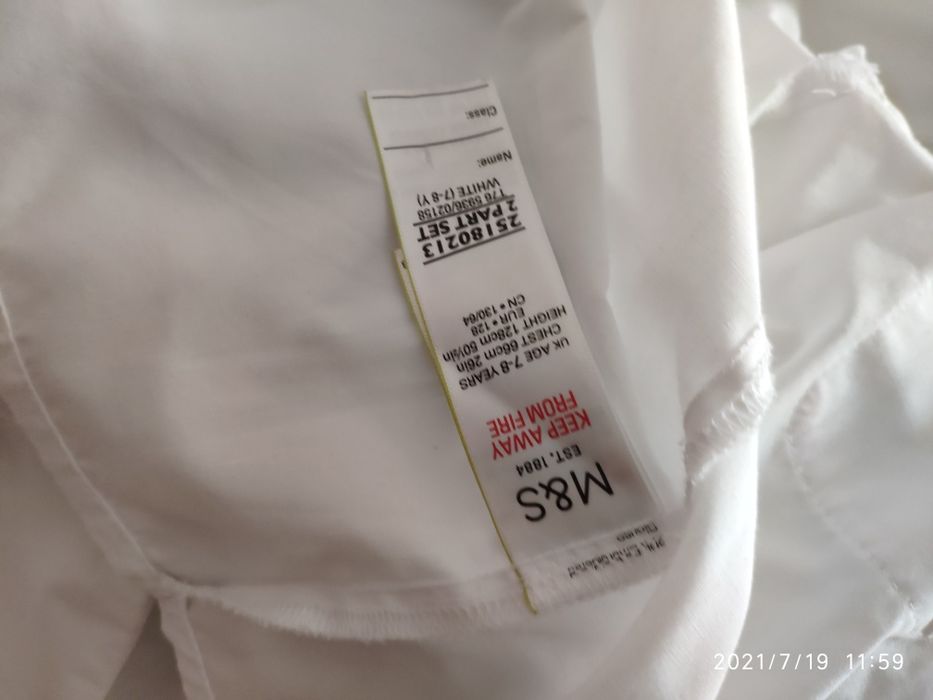 M&S
EST. 1884
KEEP AWAY
FROM FIRE
UK AGE 7-8 YEARS
CHEST 66cm 26in
HEIGHT 128cm 50½in
EUR • 128
CN • 130/64
25180213
2 PART SET
T76 5936/02158
WHITE (7-8 Y)
Name:
Class:
2021/7/19 11:59